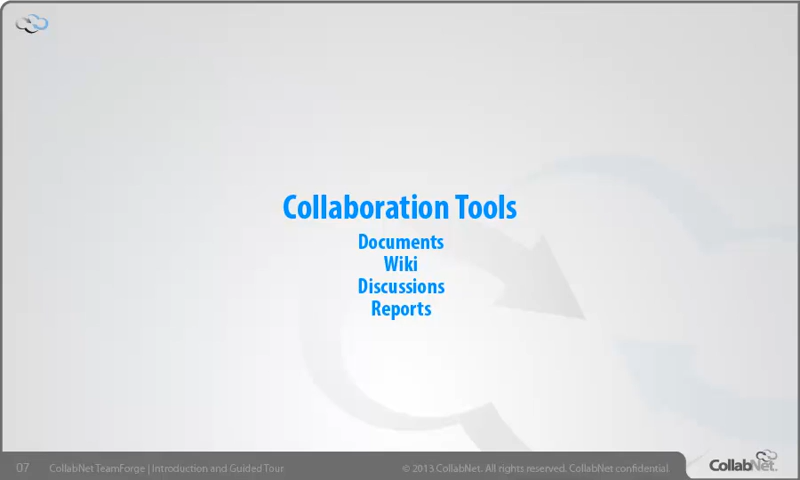 Collaboration Tools
Documents
Wiki
Discussions
Reports
07 CollabNet TeamForge | Introduction and Guided Tour © 2013 CollabNet. All rights reserved. CollabNet confidential. CollabNet.